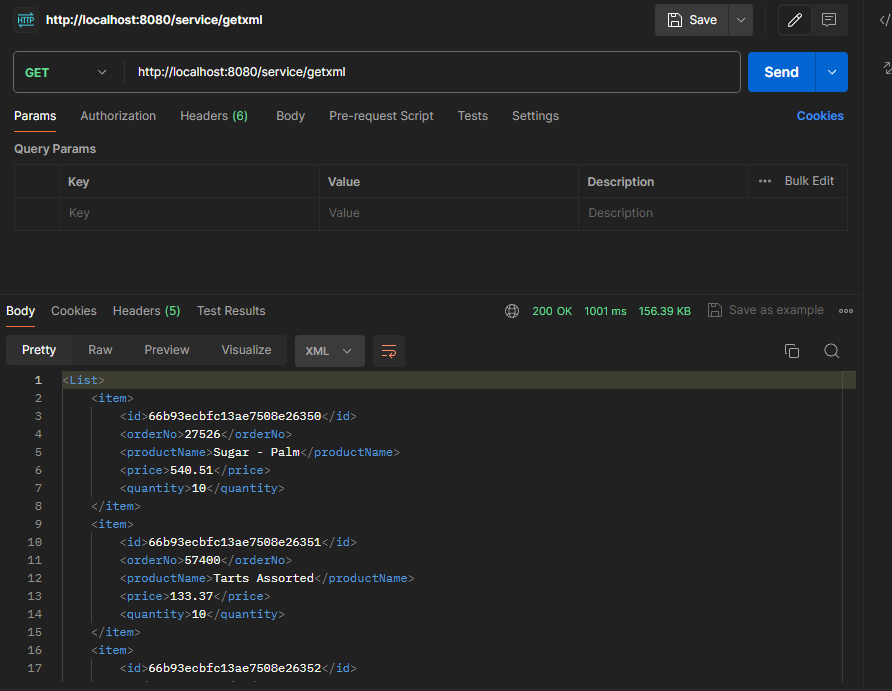 HTTP http://localhost:8080/service/getxml Save </
GET http://localhost:8080/service/getxml Send
Params Authorization Headers (6) Body Pre-request Script Tests Settings Cookies
Query Params
Key Value Description ••• Bulk Edit
Key Value Description
Body Cookies Headers (5) Test Results 200 OK 1001 ms 156.39 KB Save as example
Pretty Raw Preview Visualize XML
1 <List>
2 <item>
3 <id>66b93ecbfc13ae7508e26350</id>
4 <orderNo>27526</orderNo>
5 <productName>Sugar - Palm</productName>
6 <price>540.51</price>
7 <quantity>10</quantity>
8 </item>
9 <item>
10 <id>66b93ecbfc13ae7508e26351</id>
11 <orderNo>57400</orderNo>
12 <productName>Tarts Assorted</productName>
13 <price>133.37</price>
14 <quantity>10</quantity>
15 </item>
16 <item>
17 <id>66b93ecbfc13ae7508e26352</id>